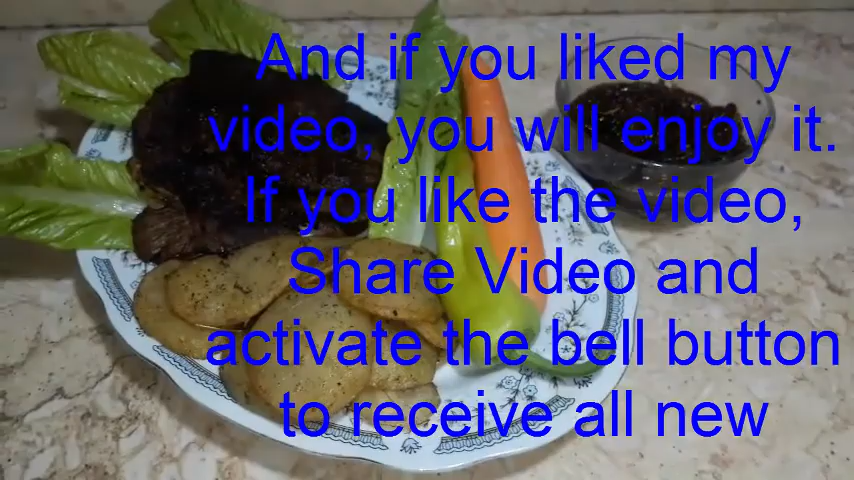 And if you liked my
video, you will enjoy it.
If you like the video,
Share Video and
activate the bell button
to receive all new